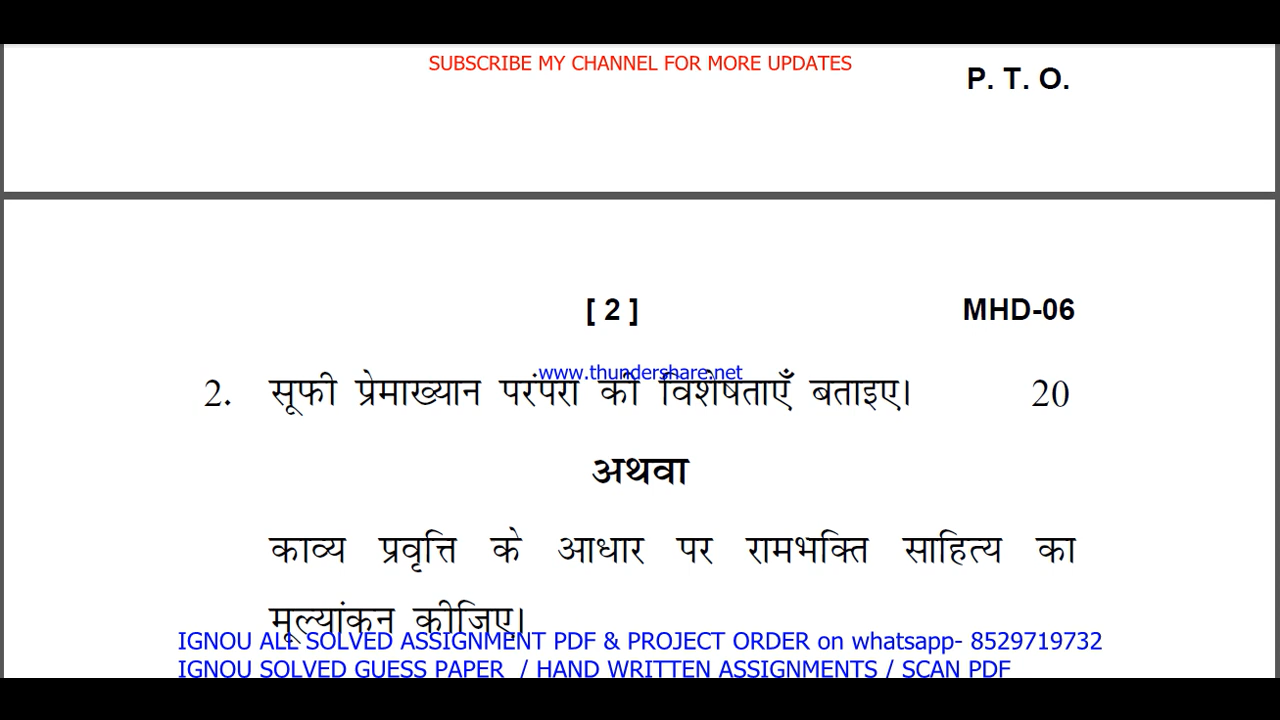 SUBSCRIBE MY CHANNEL FOR MORE UPDATES
P. T. O.
[ 2 ] MHD-06
www.thundershare.net
2. सूफी प्रेमाख्यान परंपरा की विशेषताएँ बताइए। 20
अथवा
काव्य प्रवृत्ति के आधार पर रामभक्ति साहित्य का
मूल्यांकन कीजिए।
IGNOU ALL SOLVED ASSIGNMENT PDF & PROJECT ORDER on whatsapp- 8529719732
IGNOU SOLVED GUESS PAPER / HAND WRITTEN ASSIGNMENTS / SCAN PDF